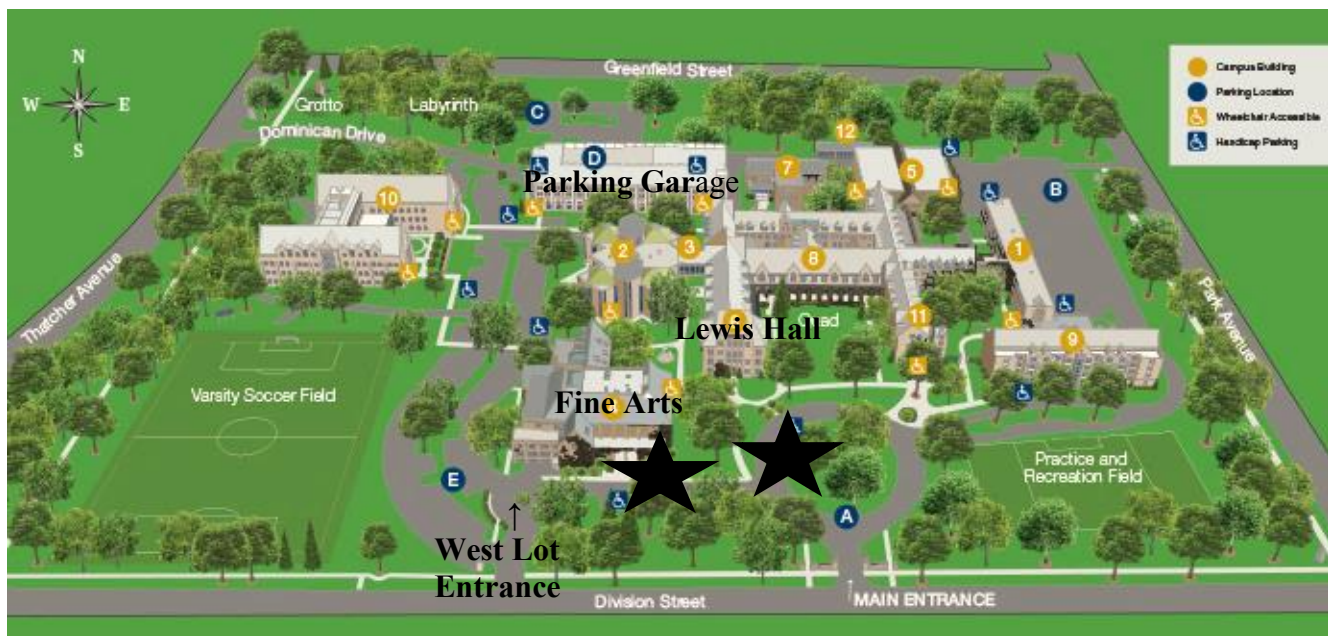 N
W E
S
Greenfield Street
Campus Building
Parking Location
Wheelchair Accessible
Handicap Parking
Grotto
Labyrinth
C
Dominican Drive
12
D
7
5
B
Parking Garage
10
2
3
8
1
Thatcher Avenue
Park Avenue
Lewis Hall
Quad
11
9
Varsity Soccer Field
Fine Arts
Practice and
Recreation Field
E
A
↑
West Lot
Entrance
Division Street
↑MAIN ENTRANCE